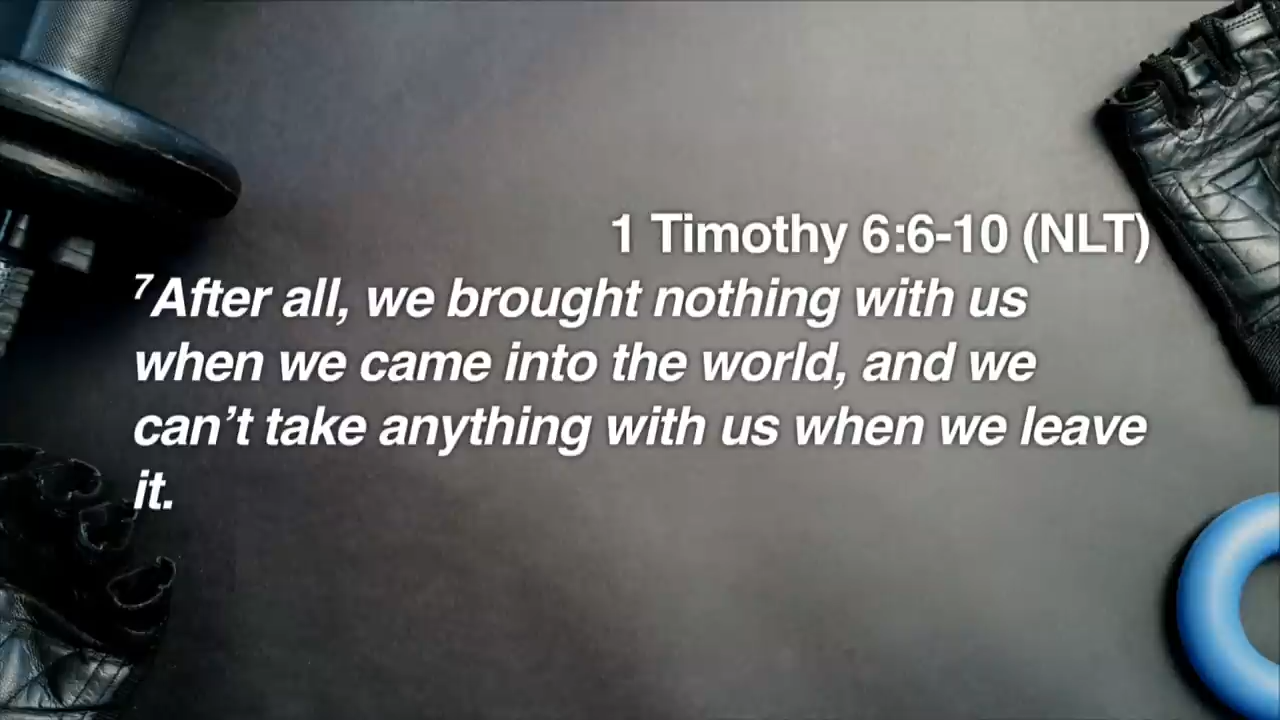 1 Timothy 6:6-10 (NLT)
⁷After all, we brought nothing with us
when we came into the world, and we
can’t take anything with us when we leave
it.